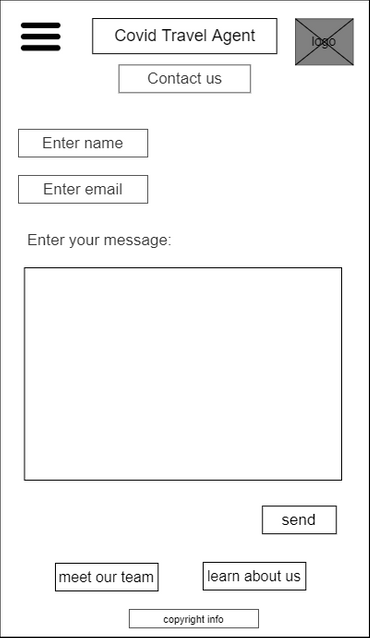 Covid Travel Agent
logo
Contact us
Enter name
Enter email
Enter your message:
send
meet our team
learn about us
copyright info